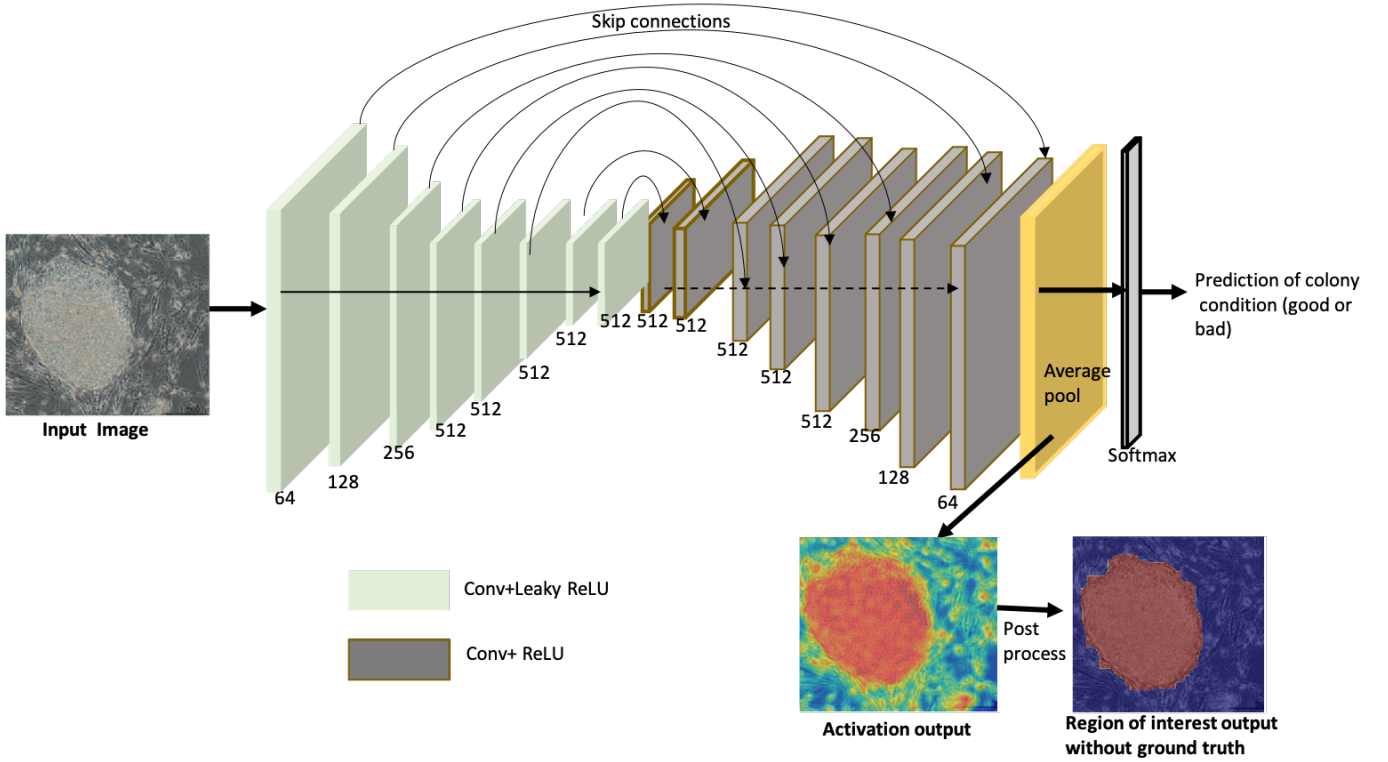 Skip connections
Input Image
64
128
256
512
512
512
512
512
512
512
512
512
512
256
128
64
Average
pool
Softmax
Prediction of colony
condition (good or
bad)
Conv+Leaky ReLU
Conv+ ReLU
Post
process
Activation output
Region of interest output
without ground truth